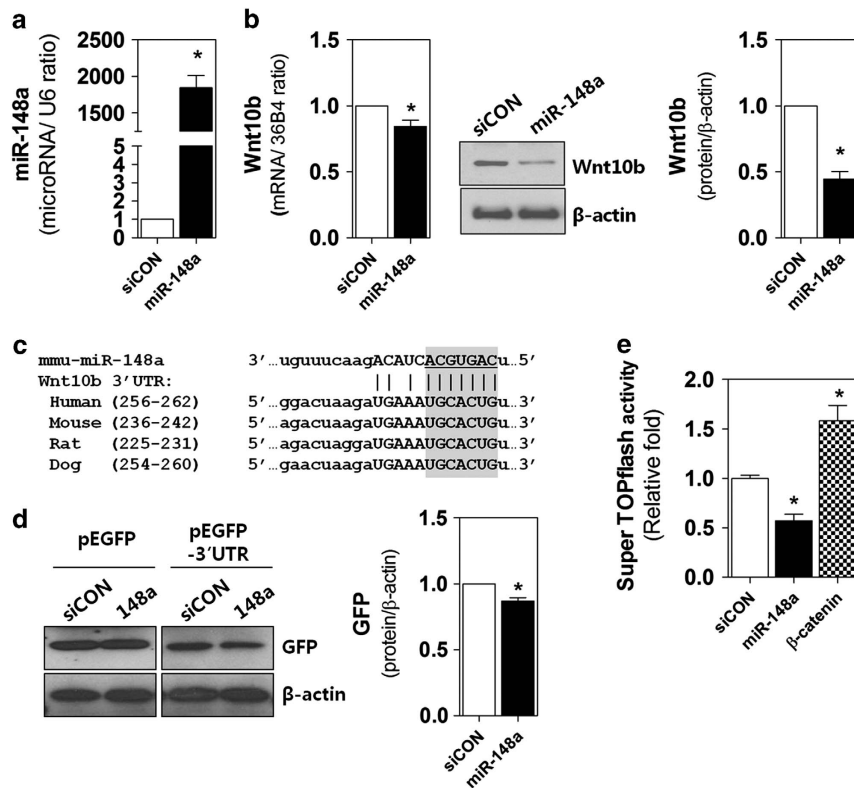 a
miR-148a
(microRNA/ U6 ratio)
2500
2000
1500
5
4
3
2
1
0
*
siCON
miR-148a
b
Wnt10b
(mRNA/ 36B4 ratio)
1.5
1.0
0.5
0.0
*
siCON
miR-148a
siCON
miR-148a
Wnt10b
β-actin
Wnt10b
(protein/β-actin)
1.5
1.0
0.5
0.0
*
siCON
miR-148a
c
mmu-miR-148a 3′…uguuucaagACAUCACGUGACu…5′
Wnt10b 3′UTR:
Human (256-262) 5′…ggacuaagaUGAAAUGCACUGu…3′
Mouse (236-242) 5′…agacuaagaUGAAAUGCACUGu…3′
Rat (225-231) 5′…agacuaggaUGAAAUGCACUGu…3′
Dog (254-260) 5′…gaacuaagaUGAAAUGCACUGu…3′
d
pEGFP
pEGFP
-3′UTR
siCON
148a
siCON
148a
GFP
β-actin
GFP
(protein/β-actin)
1.5
1.0
0.5
0.0
*
siCON
miR-148a
e
Super TOPflash activity
(Relative fold)
2.0
1.5
1.0
0.5
0.0
*
*
siCON
miR-148a
β-catenin